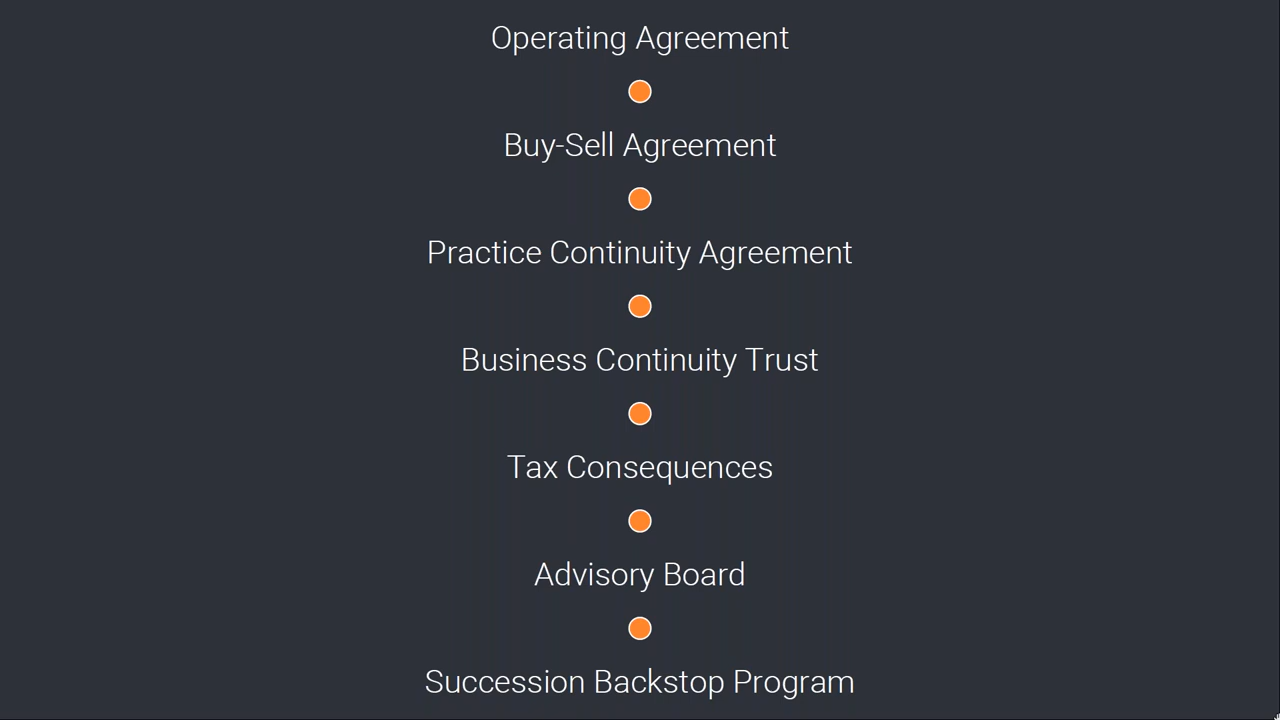 Operating Agreement
Buy-Sell Agreement
Practice Continuity Agreement
Business Continuity Trust
Tax Consequences
Advisory Board
Succession Backstop Program